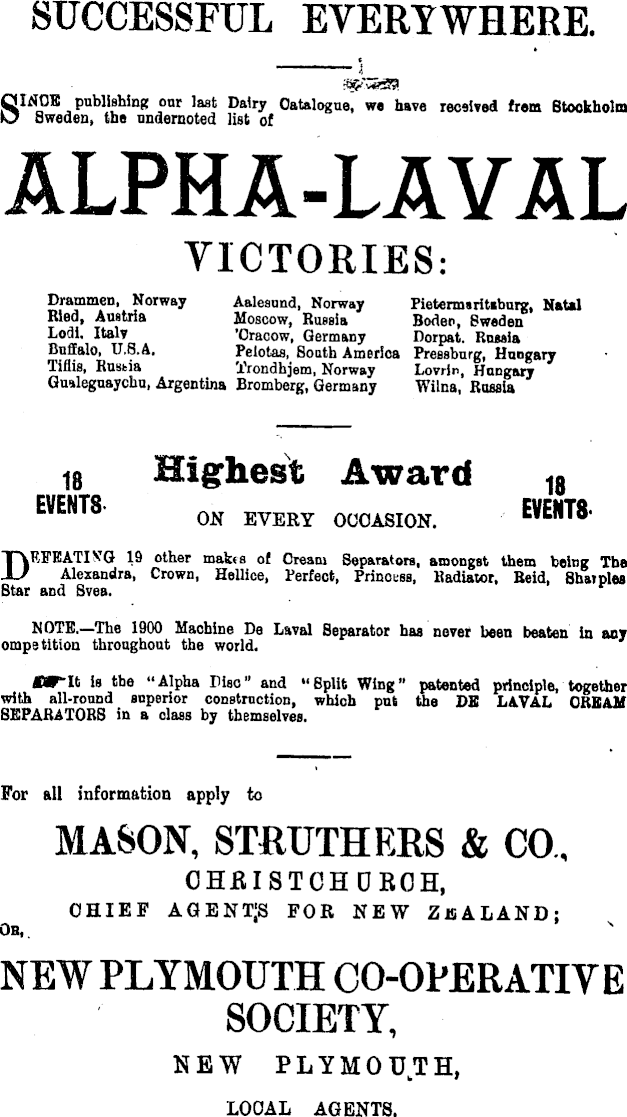 SUCCESSFUL EVERYWHERE.
SINCE publishing our last Dairy Catalogue, we have received from Stockholm
Sweden, the undernoted list of
ALPHA-LAVAL
VICTORIES:
Drammen, Norway Aalesund, Norway Pietermaritzburg, Natal
Ried, Austria Moscow, Russia Boden, Sweden
Lodi, Italy 'Cracow, Germany Dorpat. Russia
Buffalo, U.S.A. Pelotas, South America Pressburg, Hungary
Tiflis, Russia Trondhjem, Norway Lovrin, Hungary
Gualeguaychu, Argentina Bromberg, Germany Wilna, Russia
18 EVENTS.
Highest Award
18 EVENTS.
ON EVERY OCCASION.
DEFEATING 19 other makes of Cream Separators, amongst them being The
Alexandra, Crown, Hellice, Perfect, Princess, Radiator, Reid, Sharples
Star and Svea.
NOTE.—The 1900 Machine De Laval Separator has never been beaten in any
ompetition throughout the world.
☛It is the "Alpha Disc" and "Split Wing" patented principle, together
with all-round superior construction, which put the DE LAVAL CREAM
SEPARATORS in a class by themselves.
For all information apply to
MASON, STRUTHERS & CO.,
CHRISTCHURCH,
CHIEF AGENTS FOR NEW ZEALAND;
OR,
NEW PLYMOUTH CO-OPERATIVE
SOCIETY,
NEW PLYMOUTH,
LOCAL AGENTS.